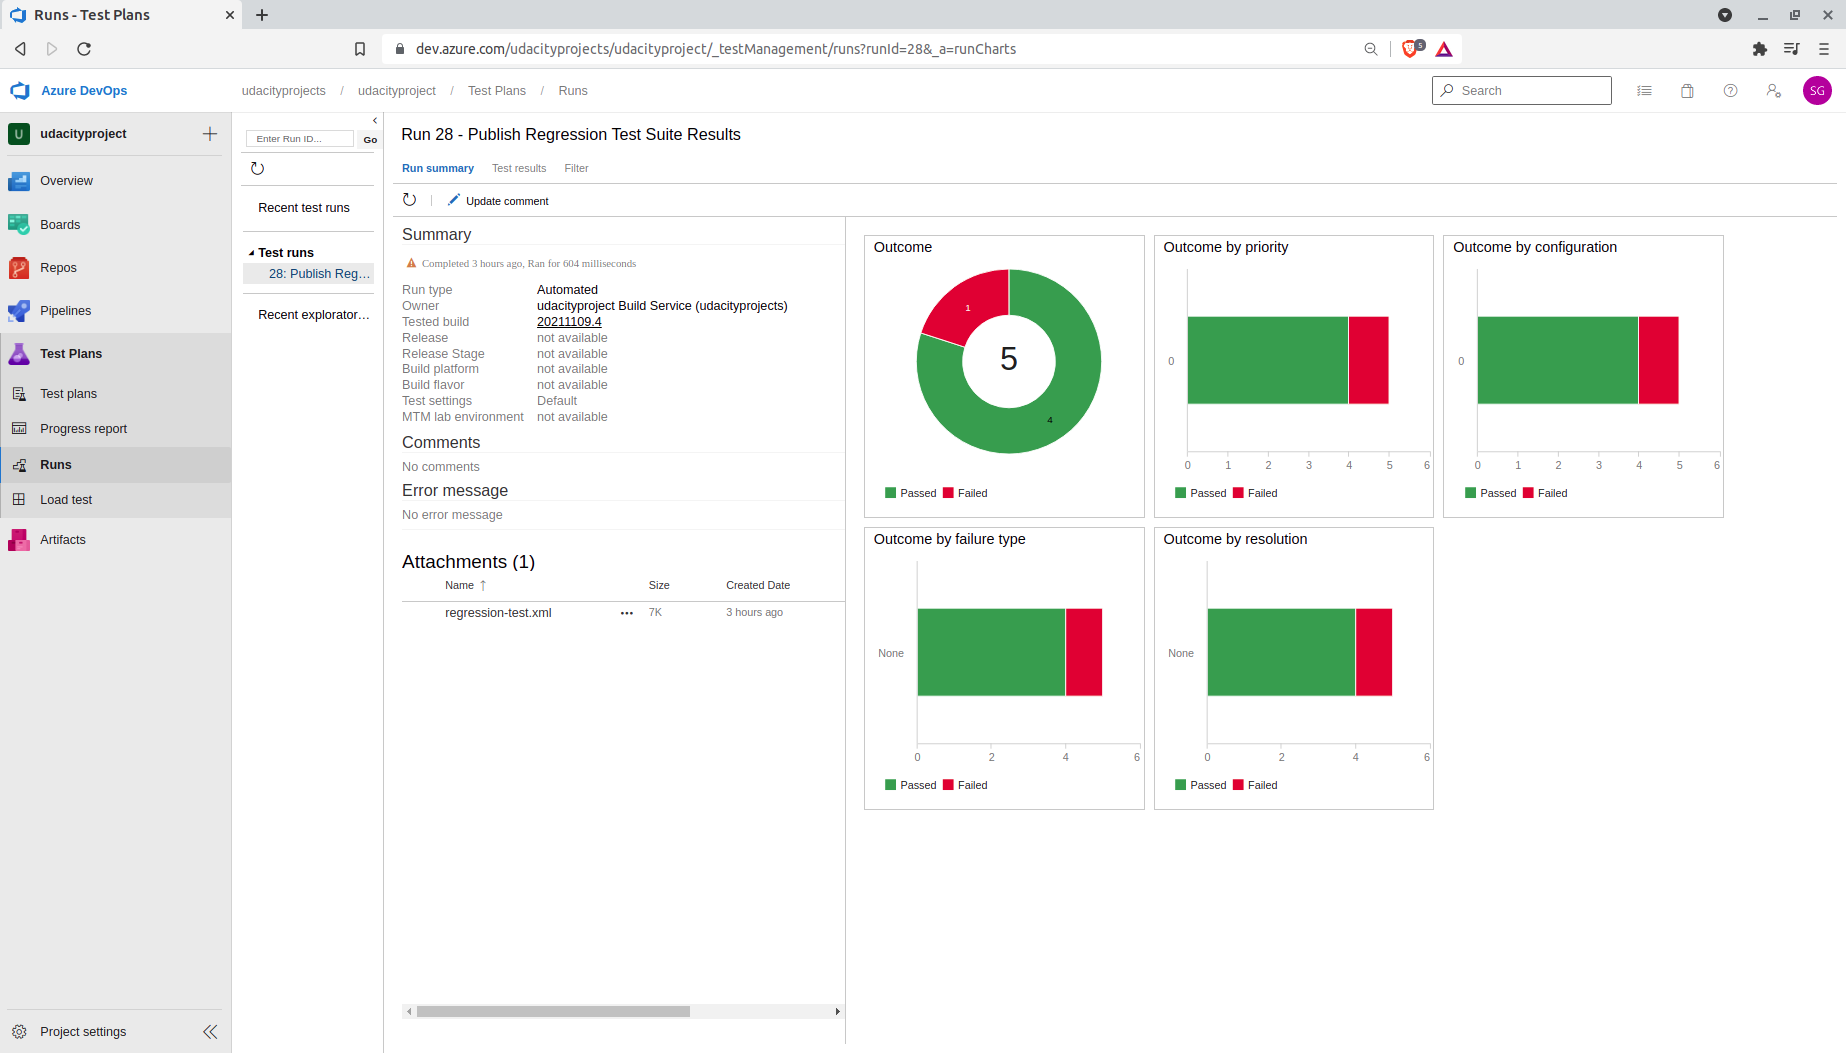 Runs - Test Plans
dev.azure.com/udacityprojects/udacityproject/_testManagement/runs?runId=28&_a=runCharts
5
Azure DevOps
udacityprojects / udacityproject / Test Plans / Runs
Search
SG
U udacityproject
Overview
Boards
Repos
Pipelines
Test Plans
Test plans
Progress report
Runs
Load test
Artifacts
Project settings
Enter Run ID...
Go
Recent test runs
Test runs
28: Publish Reg...
Recent explorator...
Run 28 - Publish Regression Test Suite Results
Run summary Test results Filter
Update comment
Summary
Completed 3 hours ago, Ran for 604 milliseconds
Run type Automated
Owner udacityproject Build Service (udacityprojects)
Tested build 20211109.4
Release not available
Release Stage not available
Build platform not available
Build flavor not available
Test settings Default
MTM lab environment not available
Comments
No comments
Error message
No error message
Attachments (1)
Name ↑ Size Created Date
regression-test.xml ••• 7K 3 hours ago
Outcome
1
5
4
Passed Failed
Outcome by priority
0
0 1 2 3 4 5 6
Passed Failed
Outcome by configuration
0
0 1 2 3 4 5 6
Passed Failed
Outcome by failure type
None
0 2 4 6
Passed Failed
Outcome by resolution
None
0 2 4 6
Passed Failed